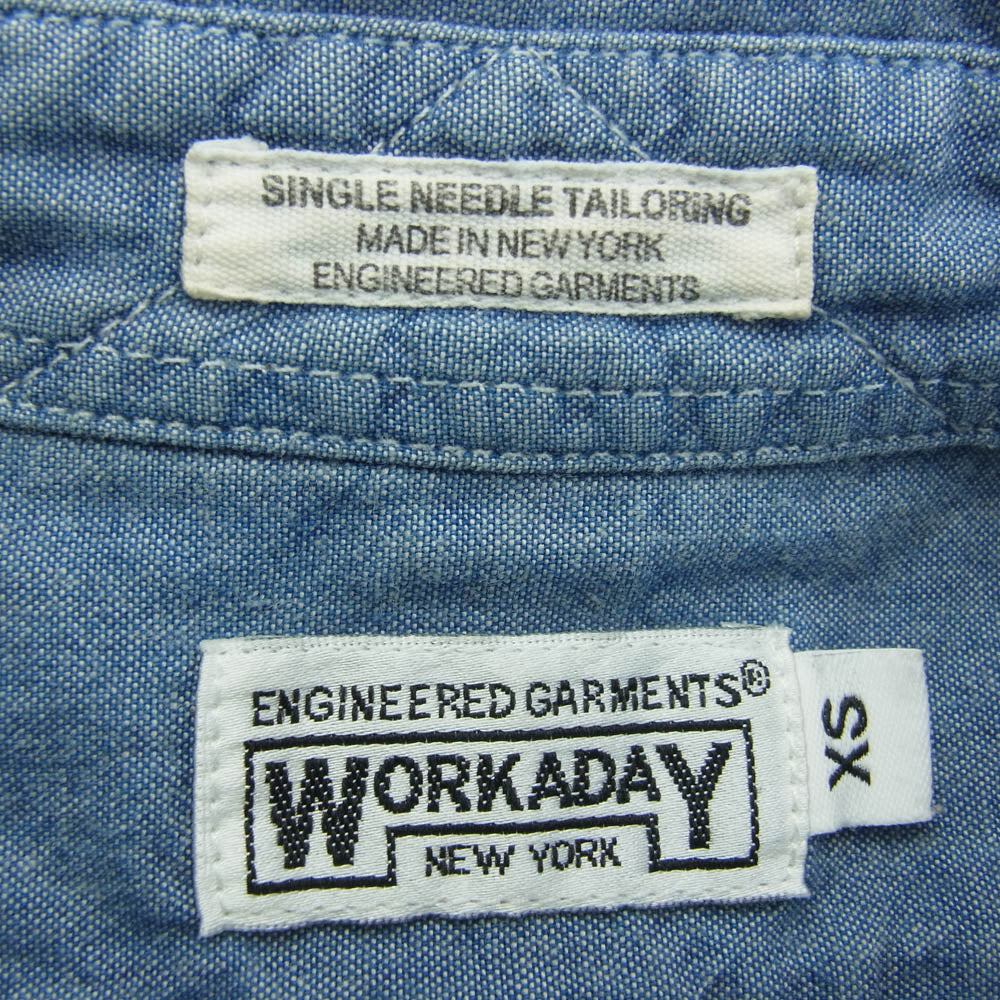 SINGLE NEEDLE TAILORING
MADE IN NEW YORK
ENGINEERED GARMENTS
ENGINEERED GARMENTS®
WORKADAY
NEW YORK
XS